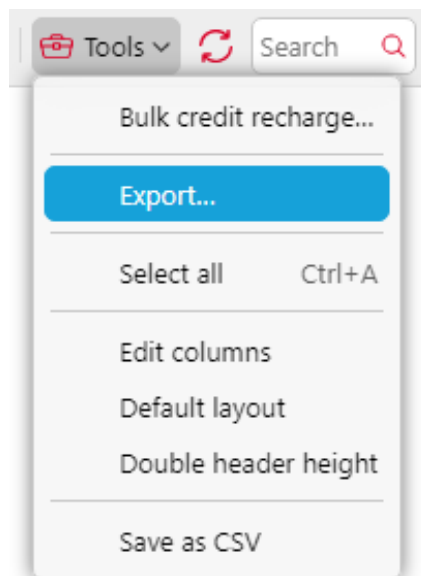 Tools
Search
Bulk credit recharge...
Export...
Select all Ctrl+A
Edit columns
Default layout
Double header height
Save as CSV